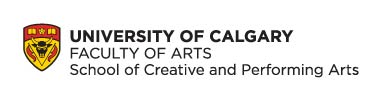 UNIVERSITY OF CALGARY
FACULTY OF ARTS
School of Creative and Performing Arts